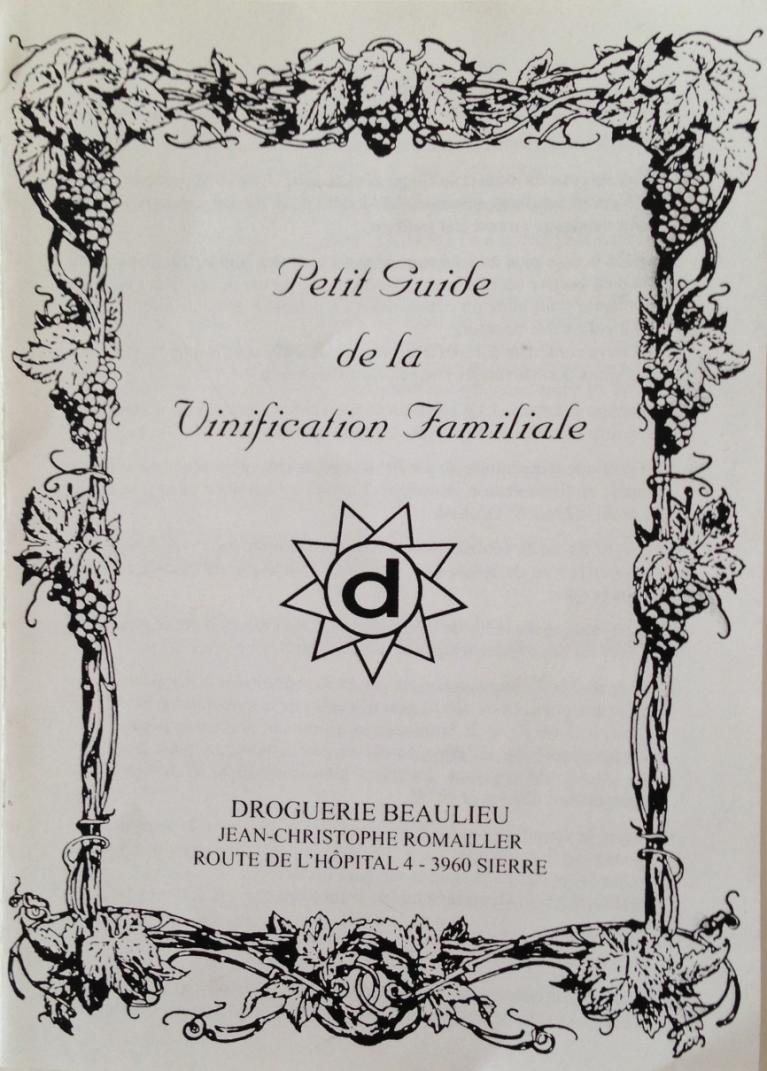 Petit Guide
de la
Vinification Familiale
d
DROGUERIE BEAULIEU
JEAN-CHRISTOPHE ROMAILLER
ROUTE DE L'HÔPITAL 4 - 3960 SIERRE